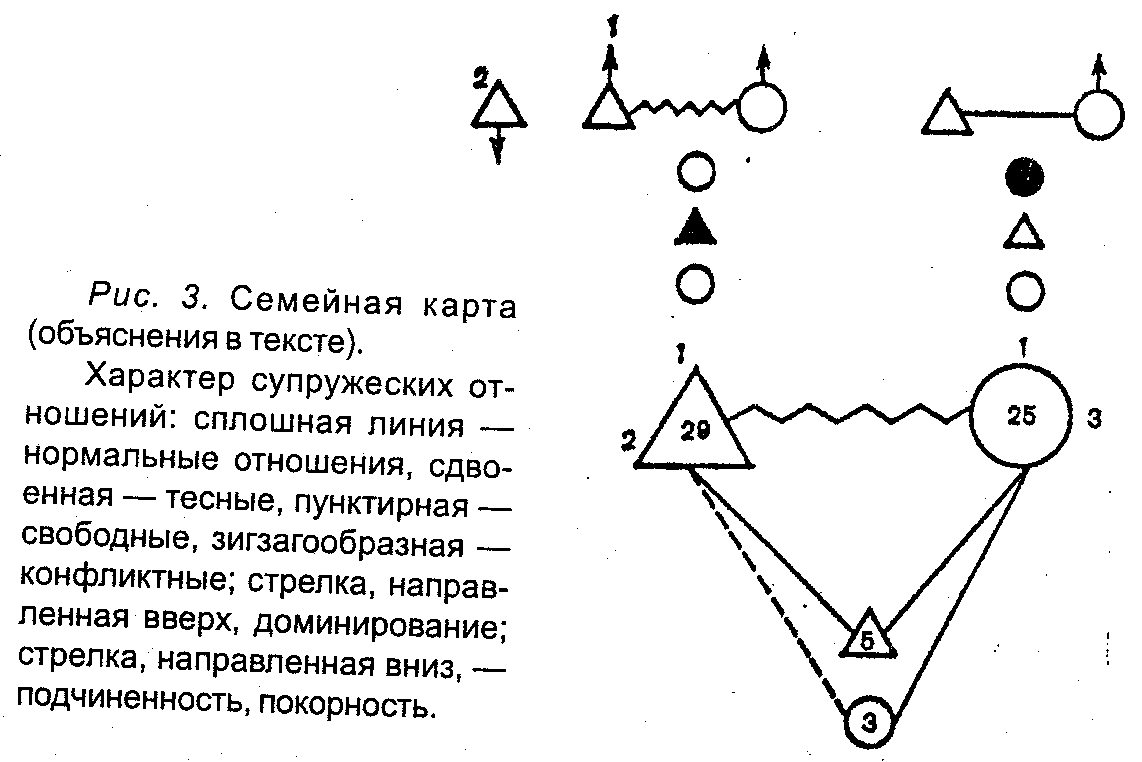 1
2
Рис. 3. Семейная карта
(объяснения в тексте).
Характер супружеских от-
ношений: сплошная линия —
нормальные отношения, сдво-
енная — тесные, пунктирная —
свободные, зигзагообразная —
конфликтные; стрелка, направ-
ленная вверх, доминирование;
стрелка, направленная вниз, —
подчиненность, покорность.
1
1
2
29
25
3
5
3